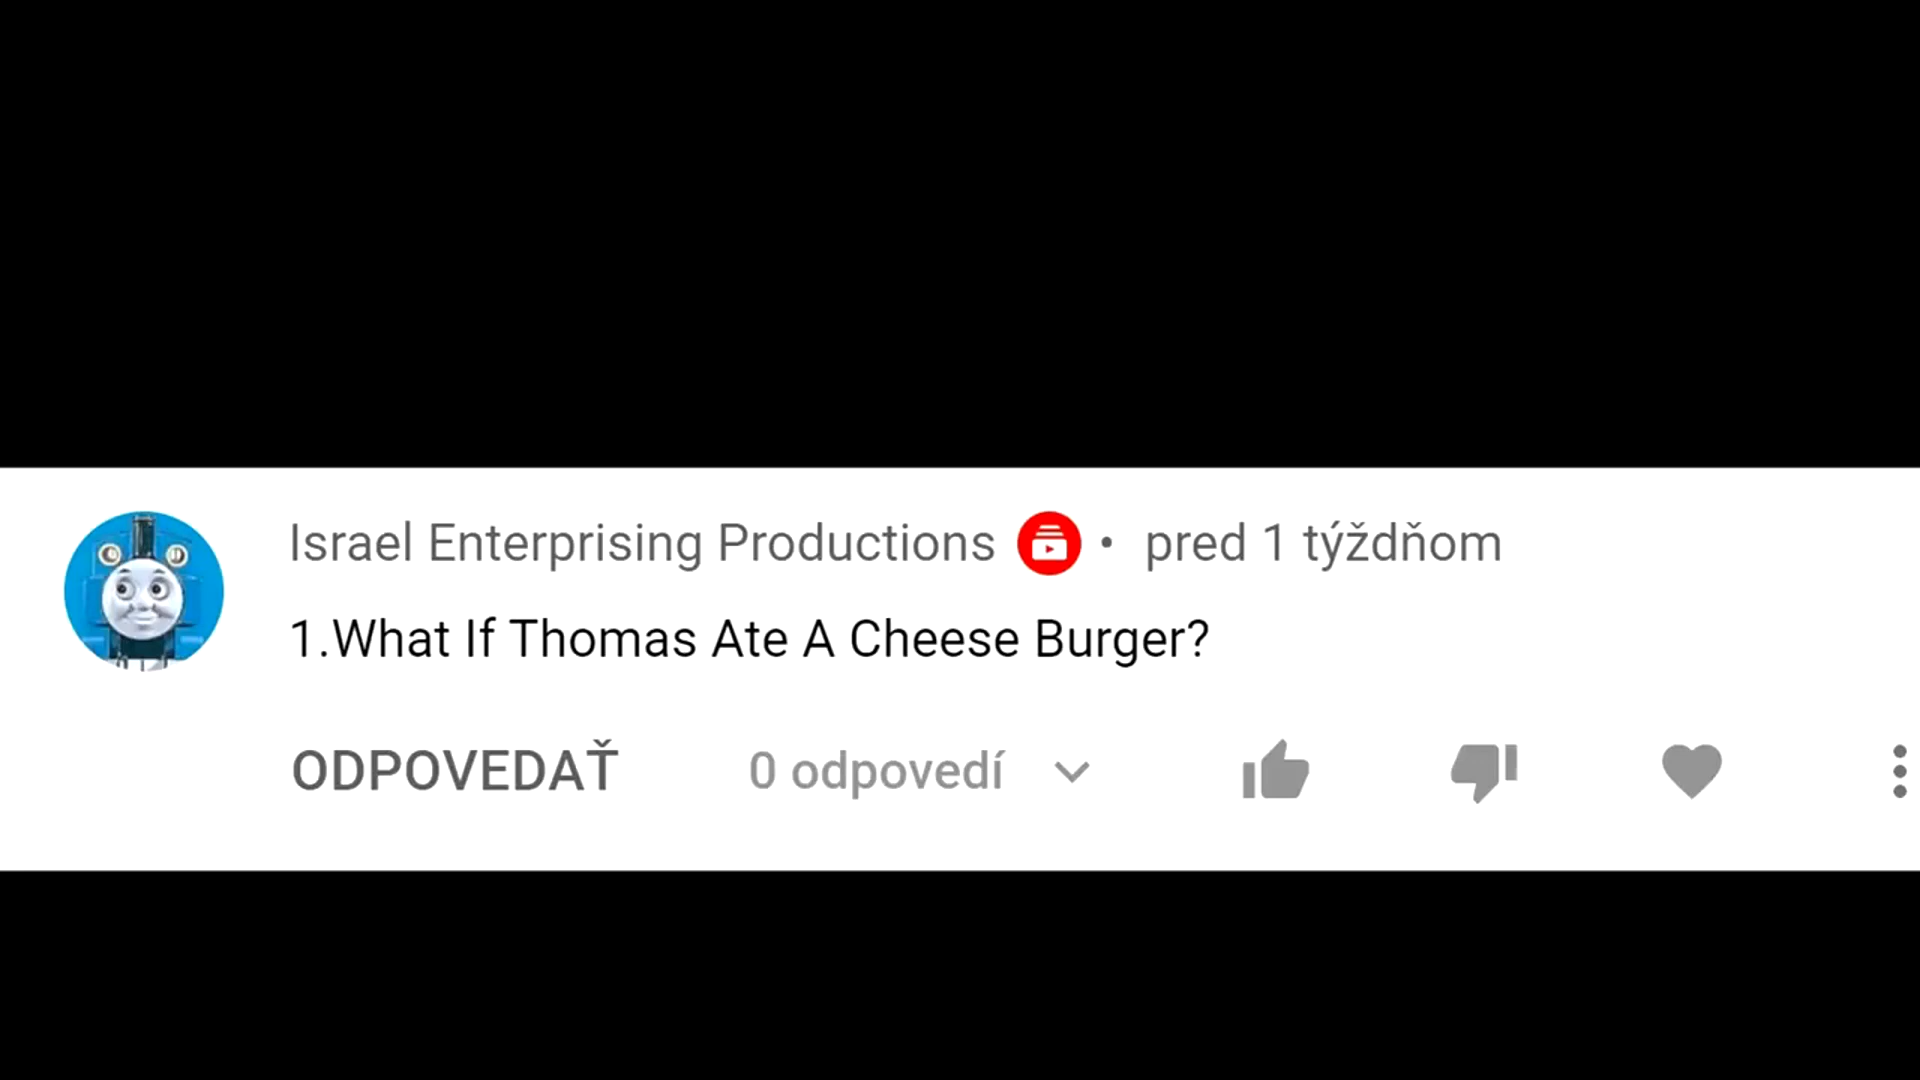 Israel Enterprising Productions • pred 1 týždňom
1.What If Thomas Ate A Cheese Burger?
ODPOVEDAŤ 0 odpovedí